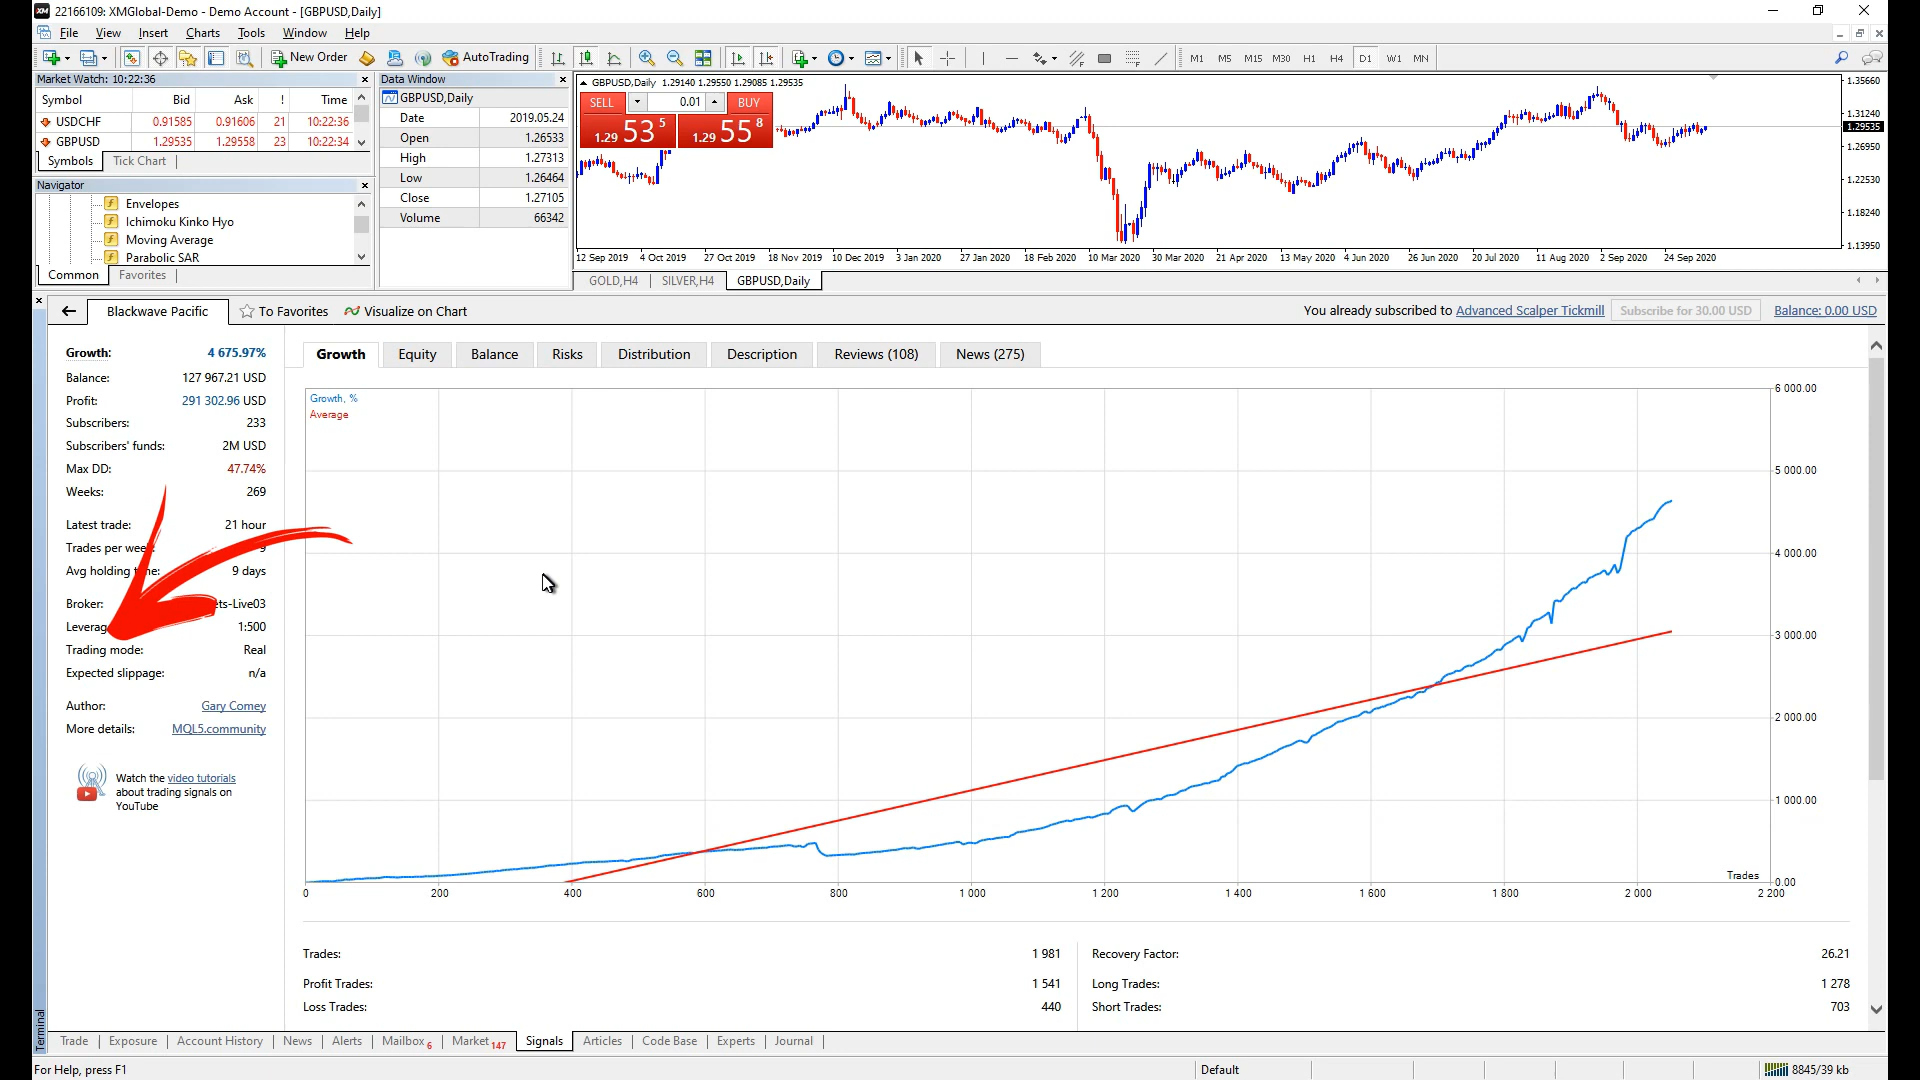 22166109: XMGlobal-Demo - Demo Account - [GBPUSD,Daily]
File View Insert Charts Tools Window Help
New Order AutoTrading M1 M5 M15 M30 H1 H4 D1 W1 MN
Market Watch: 10:22:36
Symbol Bid Ask ! Time
USDCHF 0.91585 0.91606 21 10:22:36
GBPUSD 1.29535 1.29558 23 10:22:34
Symbols Tick Chart
Navigator
Envelopes
Ichimoku Kinko Hyo
Moving Average
Parabolic SAR
Common Favorites
Data Window
GBPUSD,Daily
Date 2019.05.24
Open 1.26533
High 1.27313
Low 1.26464
Close 1.27105
Volume 66342
GBPUSD,Daily 1.29140 1.29550 1.29085 1.29535
SELL 0.01 BUY
1.29 53 5 1.29 55 8
1.35660
1.31240
1.29535
1.26950
1.22530
1.18240
1.13950
12 Sep 2019 4 Oct 2019 27 Oct 2019 18 Nov 2019 10 Dec 2019 3 Jan 2020 27 Jan 2020 18 Feb 2020 10 Mar 2020 30 Mar 2020 21 Apr 2020 13 May 2020 4 Jun 2020 26 Jun 2020 20 Jul 2020 11 Aug 2020 2 Sep 2020 24 Sep 2020
GOLD,H4 SILVER,H4 GBPUSD,Daily
Blackwave Pacific To Favorites Visualize on Chart You already subscribed to Advanced Scalper Tickmill Subscribe for 30.00 USD Balance: 0.00 USD
Growth: 4 675.97%
Balance: 127 967.21 USD
Profit: 291 302.96 USD
Subscribers: 233
Subscribers' funds: 2M USD
Max DD: 47.74%
Weeks: 269
Latest trade: 21 hour
Trades per week: 9
Avg holding time: 9 days
Broker: ets-Live03
Leverag 1:500
Trading mode: Real
Expected slippage: n/a
Author: Gary Comey
More details: MQL5.community
Watch the video tutorials
about trading signals on
YouTube
Growth Equity Balance Risks Distribution Description Reviews (108) News (275)
Growth, %
Average
6 000.00
5 000.00
4 000.00
3 000.00
2 000.00
1 000.00
0.00
Trades
0 200 400 600 800 1 000 1 200 1 400 1 600 1 800 2 000 2 200
Trades: 1 981 Recovery Factor: 26.21
Profit Trades: 1 541 Long Trades: 1 278
Loss Trades: 440 Short Trades: 703
Terminal
Trade Exposure Account History News Alerts Mailbox 6 Market 147 Signals Articles Code Base Experts Journal
For Help, press F1 Default 8845/39 kb